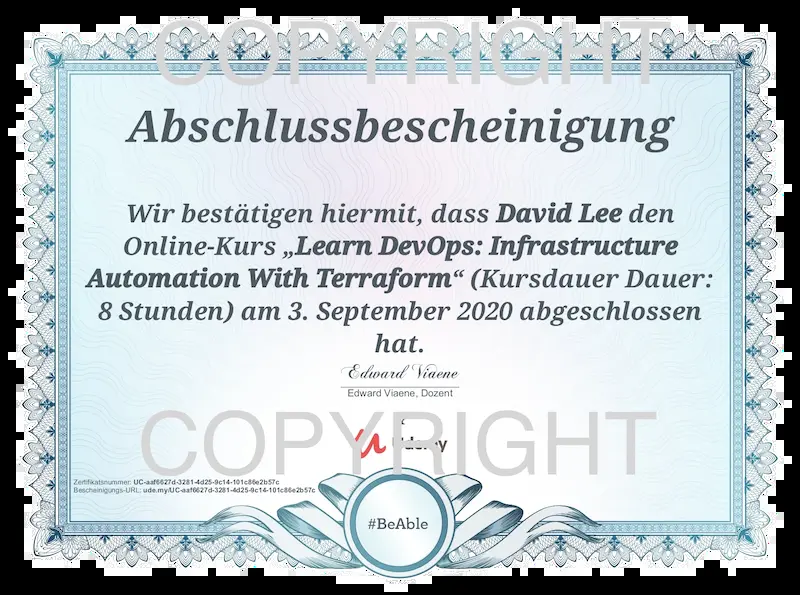 COPYRIGHT
Abschlussbescheinigung
Wir bestätigen hiermit, dass David Lee den
Online-Kurs „Learn DevOps: Infrastructure
Automation With Terraform“ (Kursdauer Dauer:
8 Stunden) am 3. September 2020 abgeschlossen
hat.
Edward Viaene
Edward Viaene, Dozent
COPYRIGHT
Udemy
Zertifikatsnummer: UC-aaf6627d-3281-4d25-9c14-101c86e2b57c
Bescheinigungs-URL: ude.my/UC-aaf6627d-3281-4d25-9c14-101c86e2b57c
#BeAble